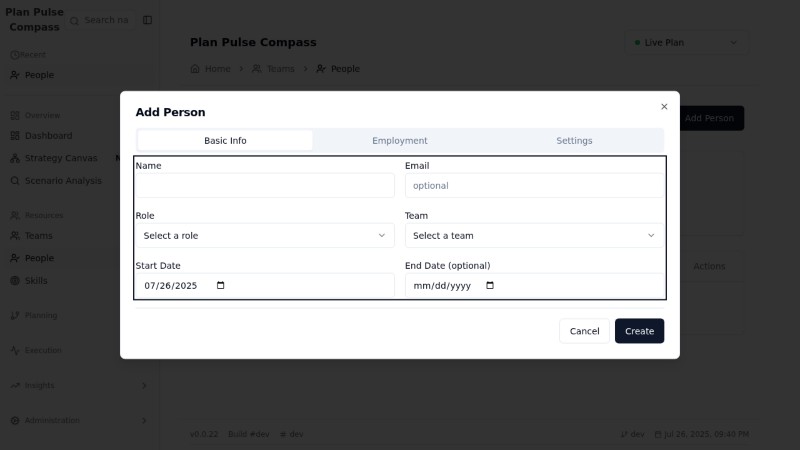 Plan Pulse
Compass
Search na
Recent
People
Overview
Dashboard
Strategy Canvas
Scenario Analysis
Resources
Teams
People
Skills
Planning
Execution
Insights
Administration
Plan Pulse Compass
Live Plan
Home
Teams
People
Add Person
Actions
Add Person
Basic Info
Employment
Settings
Name
Email
optional
Role
Team
Select a role
Select a team
Start Date
End Date (optional)
07/26/2025
mm/dd/yyyy
Cancel
Create
v0.0.22 Build #dev dev
dev Jul 26, 2025, 09:40 PM